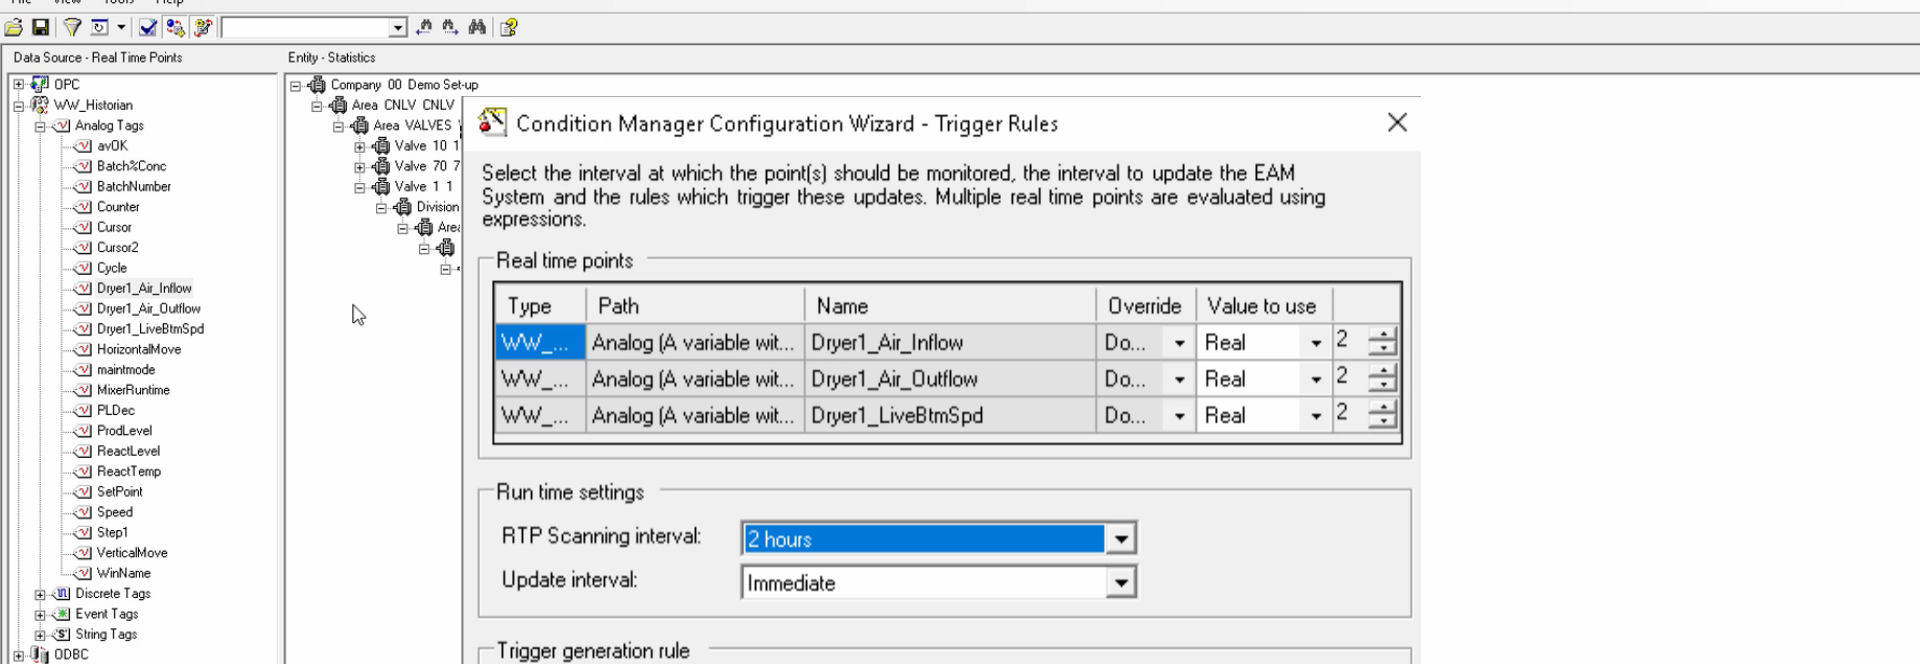 File View Tools Help
Data Source - Real Time Points
OPC
WW_Historian
Analog Tags
avOK
Batch%Conc
BatchNumber
Counter
Cursor
Cursor2
Cycle
Dryer1_Air_Inflow
Dryer1_Air_Outflow
Dryer1_LiveBtmSpd
HorizontalMove
maintmode
MixerRuntime
PLDec
ProdLevel
ReactLevel
ReactTemp
SetPoint
Speed
Step1
VerticalMove
WinName
Discrete Tags
Event Tags
String Tags
ODBC
Entity - Statistics
Company 00 Demo Set-up
Area CNLV CNLV
Area VALVES
Valve 10 1
Valve 70 7
Valve 1 1
Division
Area
Condition Manager Configuration Wizard - Trigger Rules
Select the interval at which the point(s) should be monitored, the interval to update the EAM
System and the rules which trigger these updates. Multiple real time points are evaluated using
expressions.
Real time points
Type Path Name Override Value to use
WW_... Analog (A variable wit... Dryer1_Air_Inflow Do... Real 2
WW_... Analog (A variable wit... Dryer1_Air_Outflow Do... Real 2
WW_... Analog (A variable wit... Dryer1_LiveBtmSpd Do... Real 2
Run time settings
RTP Scanning interval: 2 hours
Update interval: Immediate
Trigger generation rule